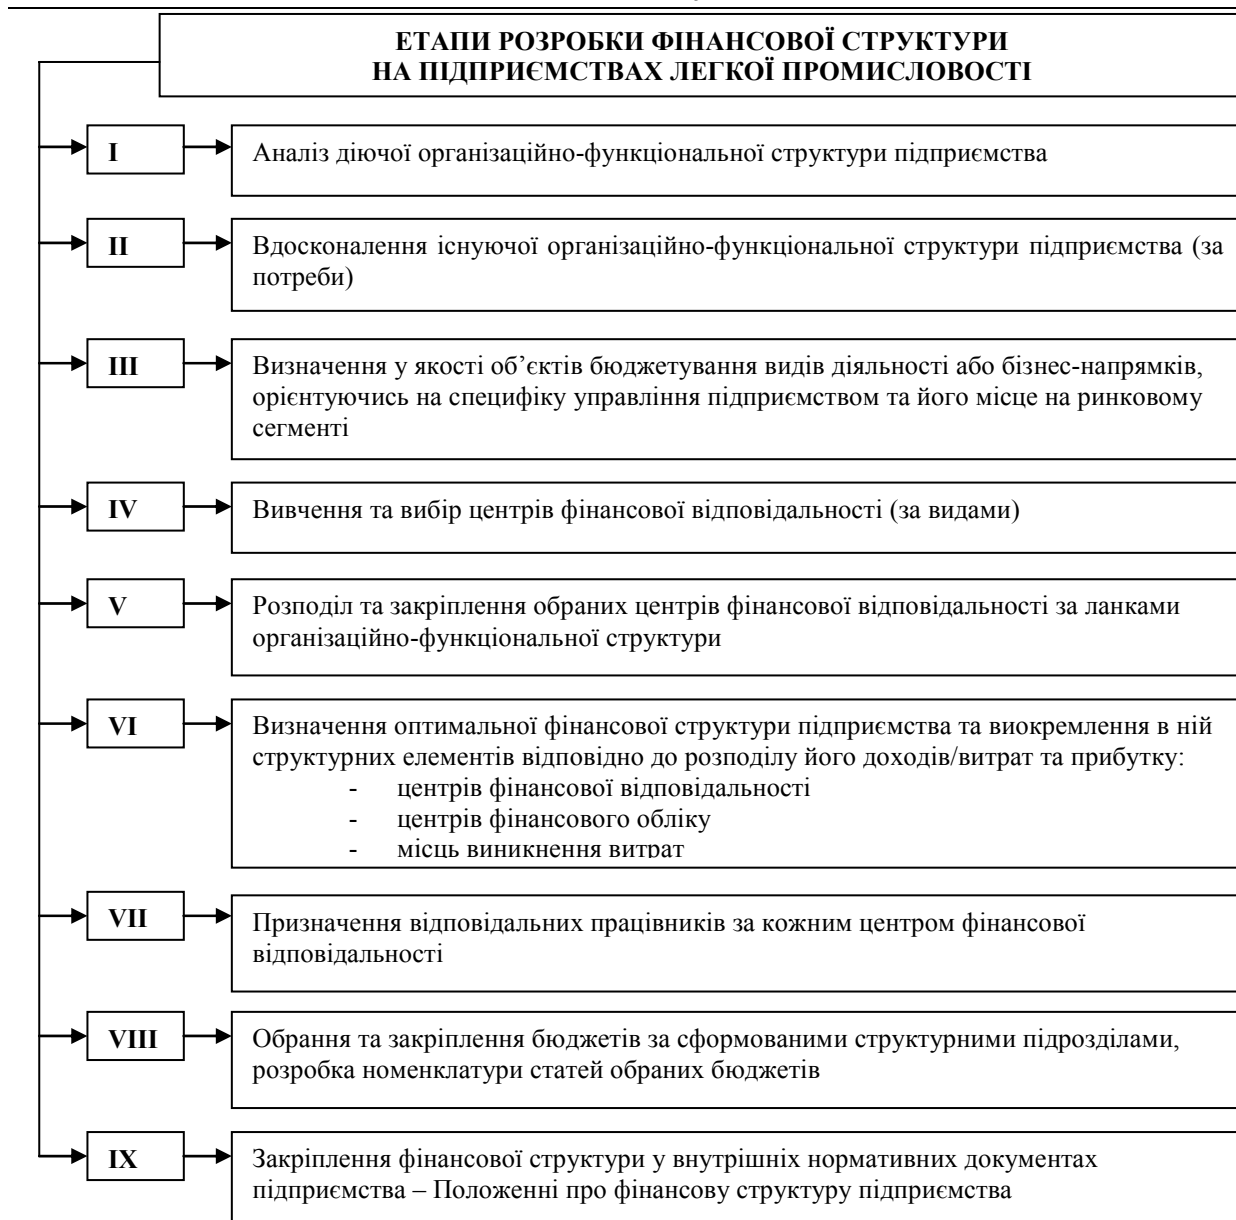 ЕТАПИ РОЗРОБКИ ФІНАНСОВОЇ СТРУКТУРИ
НА ПІДПРИЄМСТВАХ ЛЕГКОЇ ПРОМИСЛОВОСТІ
I
Аналіз діючої організаційно-функціональної структури підприємства
II
Вдосконалення існуючої організаційно-функціональної структури підприємства (за
потреби)
III
Визначення у якості об’єктів бюджетування видів діяльності або бізнес-напрямків,
орієнтуючись на специфіку управління підприємством та його місце на ринковому
сегменті
IV
Вивчення та вибір центрів фінансової відповідальності (за видами)
V
Розподіл та закріплення обраних центрів фінансової відповідальності за ланками
організаційно-функціональної структури
VI
Визначення оптимальної фінансової структури підприємства та виокремлення в ній
структурних елементів відповідно до розподілу його доходів/витрат та прибутку:
- центрів фінансової відповідальності
- центрів фінансового обліку
- місць виникнення витрат
VII
Призначення відповідальних працівників за кожним центром фінансової
відповідальності
VIII
Обрання та закріплення бюджетів за сформованими структурними підрозділами,
розробка номенклатури статей обраних бюджетів
IX
Закріплення фінансової структури у внутрішніх нормативних документах
підприємства – Положенні про фінансову структуру підприємства